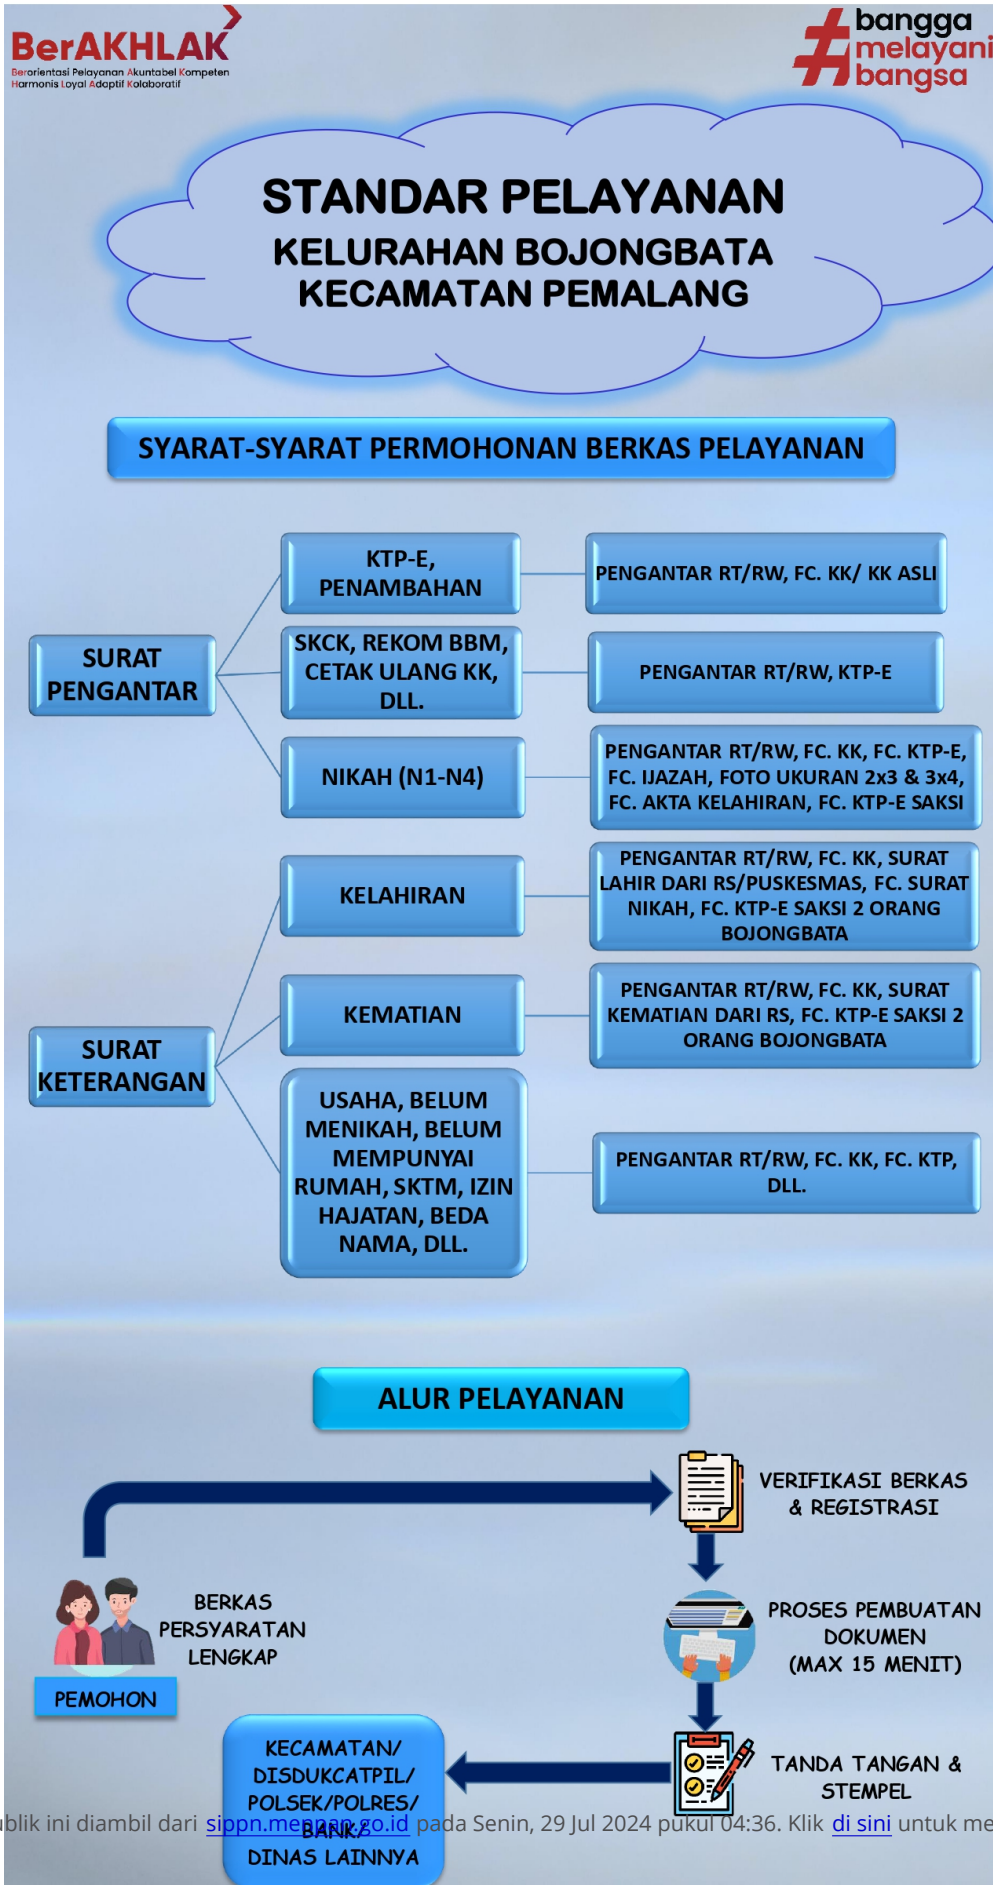 BerAKHLAK
Berorientasi Pelayanan Akuntabel Kompeten
Harmonis Loyal Adaptif Kolaboratif
#bangga
melayani
bangsa
STANDAR PELAYANAN
KELURAHAN BOJONGBATA
KECAMATAN PEMALANG
SYARAT-SYARAT PERMOHONAN BERKAS PELAYANAN
SURAT
PENGANTAR
KTP-E,
PENAMBAHAN
PENGANTAR RT/RW, FC. KK/ KK ASLI
SKCK, REKOM BBM,
CETAK ULANG KK,
DLL.
PENGANTAR RT/RW, KTP-E
NIKAH (N1-N4)
PENGANTAR RT/RW, FC. KK, FC. KTP-E,
FC. IJAZAH, FOTO UKURAN 2x3 & 3x4,
FC. AKTA KELAHIRAN, FC. KTP-E SAKSI
SURAT
KETERANGAN
KELAHIRAN
PENGANTAR RT/RW, FC. KK, SURAT
LAHIR DARI RS/PUSKESMAS, FC. SURAT
NIKAH, FC. KTP-E SAKSI 2 ORANG
BOJONGBATA
KEMATIAN
PENGANTAR RT/RW, FC. KK, SURAT
KEMATIAN DARI RS, FC. KTP-E SAKSI 2
ORANG BOJONGBATA
USAHA, BELUM
MENIKAH, BELUM
MEMPUNYAI
RUMAH, SKTM, IZIN
HAJATAN, BEDA
NAMA, DLL.
PENGANTAR RT/RW, FC. KK, FC. KTP,
DLL.
ALUR PELAYANAN
PEMOHON
BERKAS
PERSYARATAN
LENGKAP
VERIFIKASI BERKAS
& REGISTRASI
PROSES PEMBUATAN
DOKUMEN
(MAX 15 MENIT)
TANDA TANGAN &
STEMPEL
KECAMATAN/
DISDUKCATPIL/
POLSEK/POLRES/
BANK/
DINAS LAINNYA
ini diambil dari sippn.menpan.go.id pada Senin, 29 Jul 2024 pukul 04:36. Klik di sini untuk